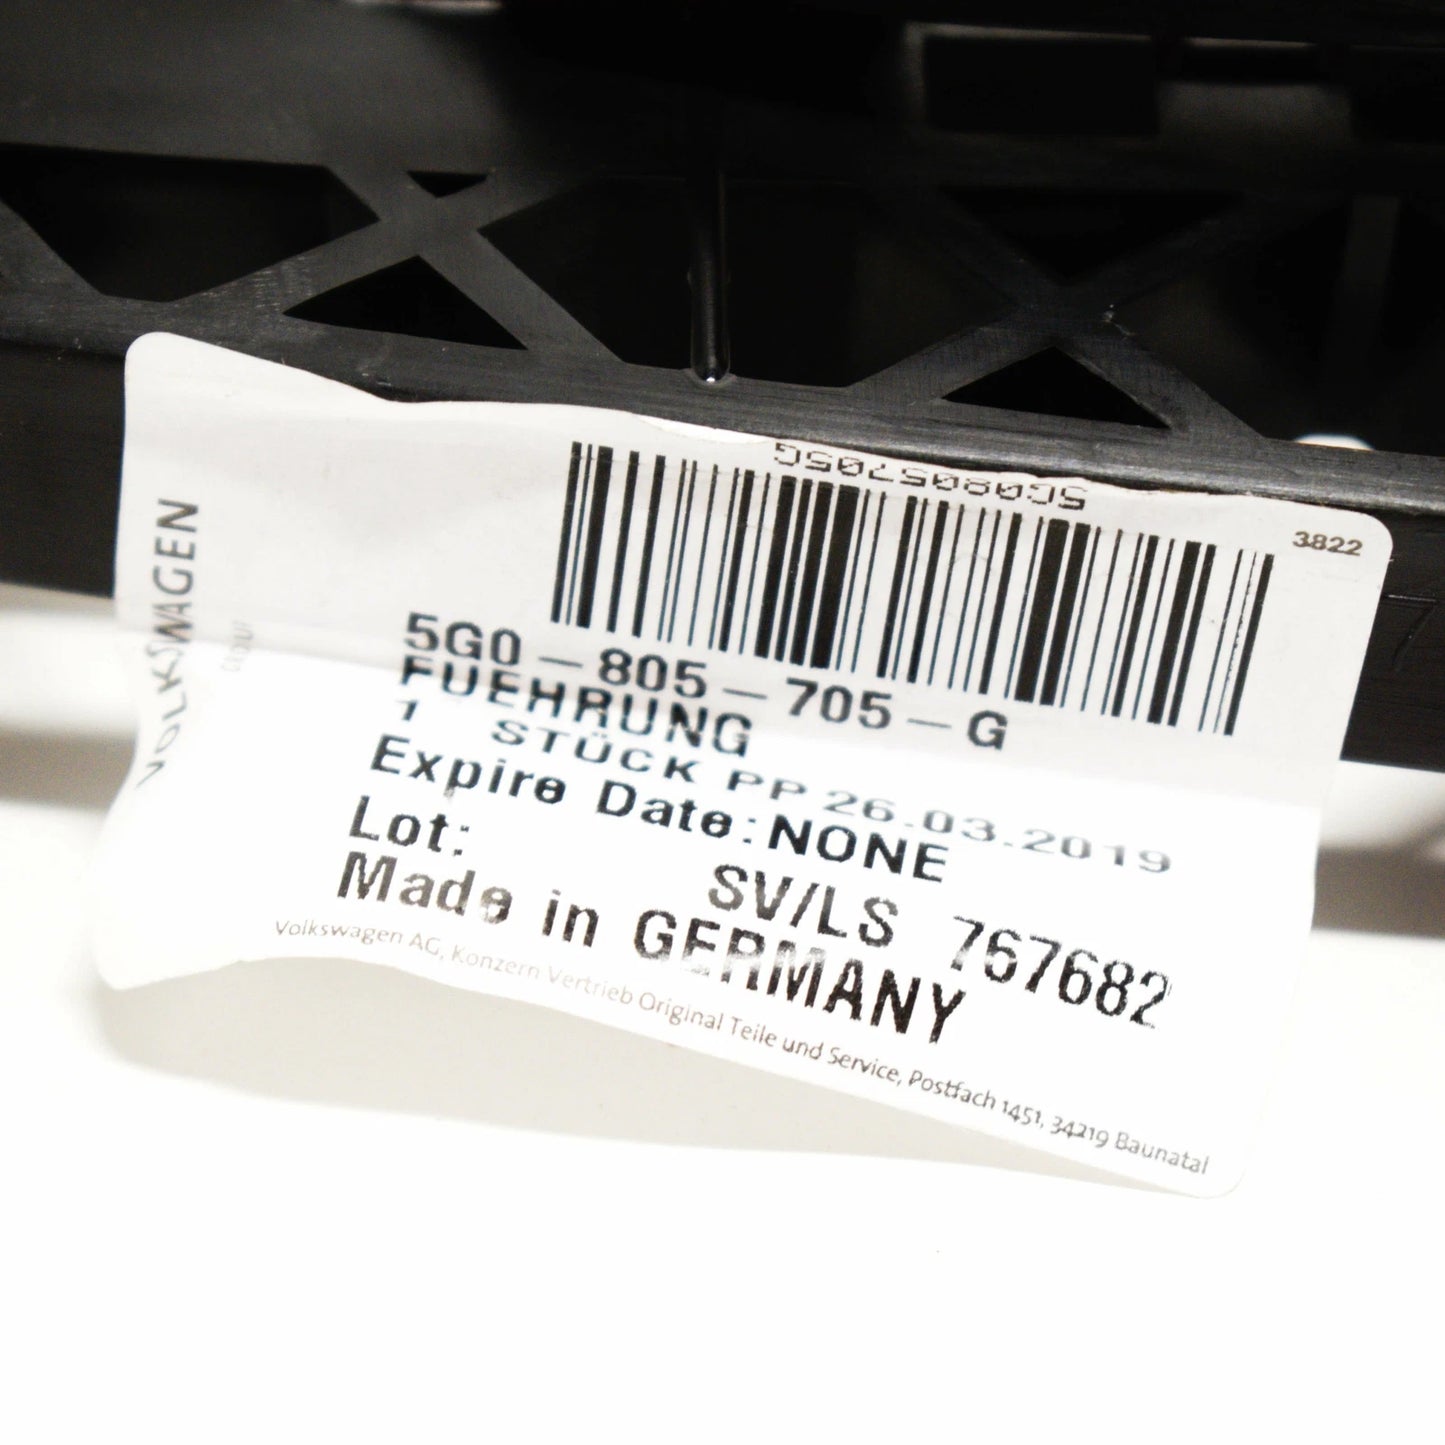 5G0805705G
3822
VOLKSWAGEN
5G0-805-705-G
FUEHRUNG
1 STÜCK PP 26.03.2019
Expire Date:NONE
Lot: SV/LS 767682
Made in GERMANY
Volkswagen AG, Konzern Vertrieb Original Teile und Service, Postfach 1451, 34219 Baunatal